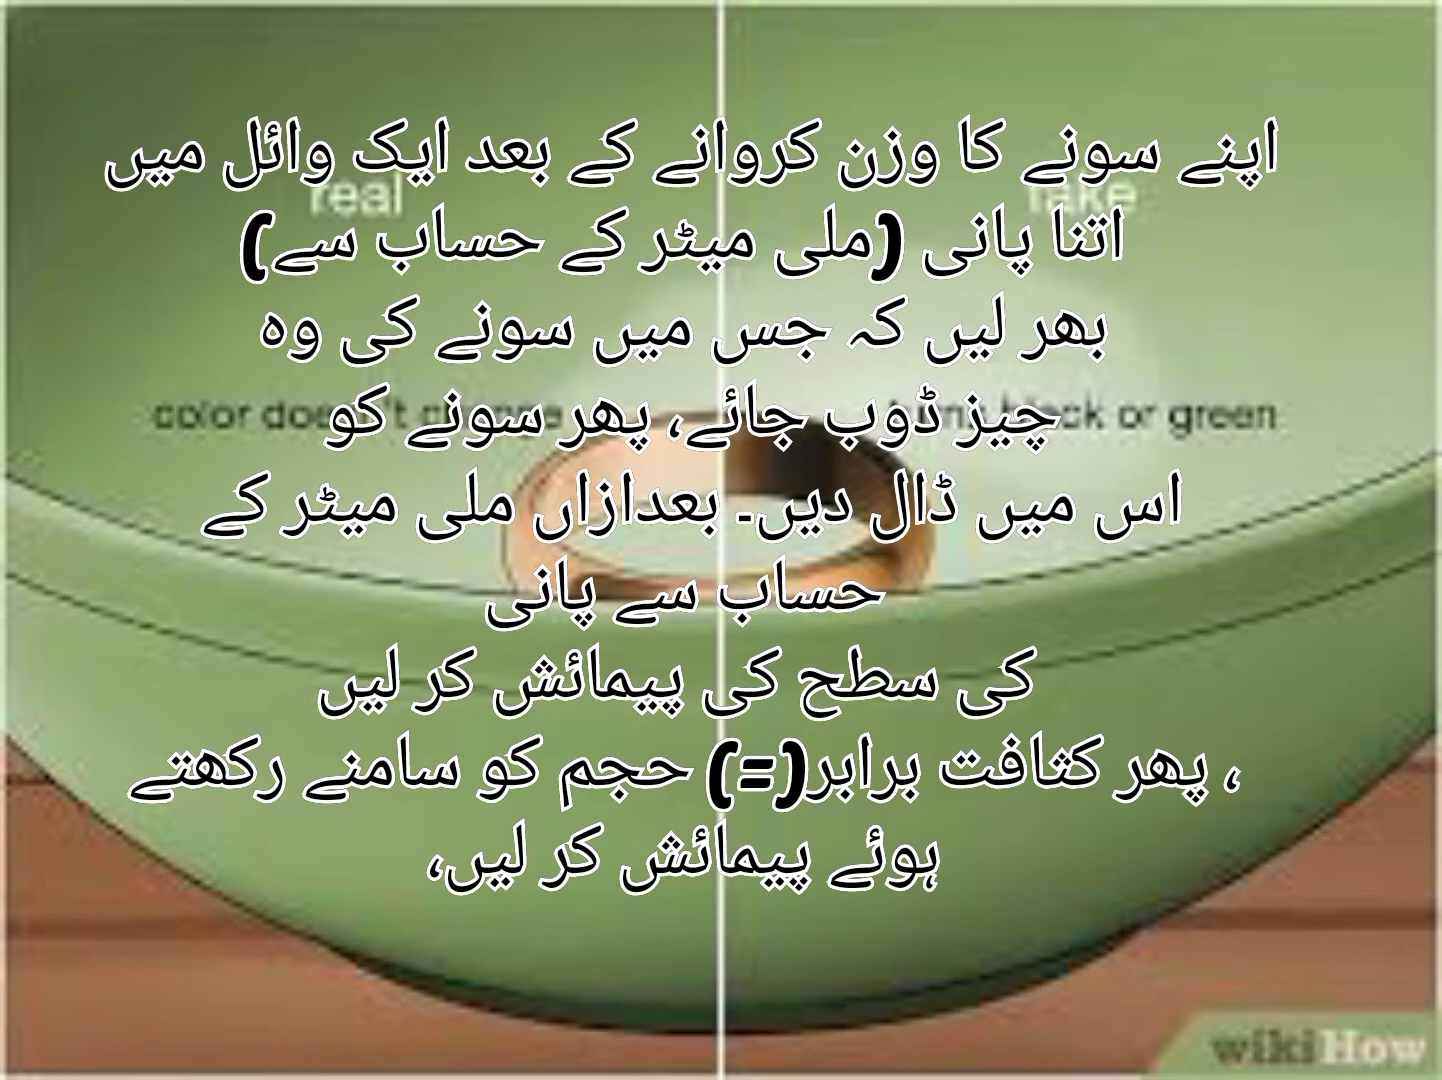 اپنے سونے کا وزن کروانے کے بعد ایک وائل میں
اتنا پانی (ملی میٹر کے حساب سے)
بھر لیں کہ جس میں سونے کی وہ
چیز ڈوب جائے، پھر سونے کو
اس میں ڈال دیں۔ بعدازاں ملی میٹر کے
حساب سے پانی
کی سطح کی پیمائش کر لیں
، پھر کثافت برابر(=) حجم کو سامنے رکھتے
ہوئے پیمائش کر لیں،
real
fake
color doesn't change
black or green
wikiHow